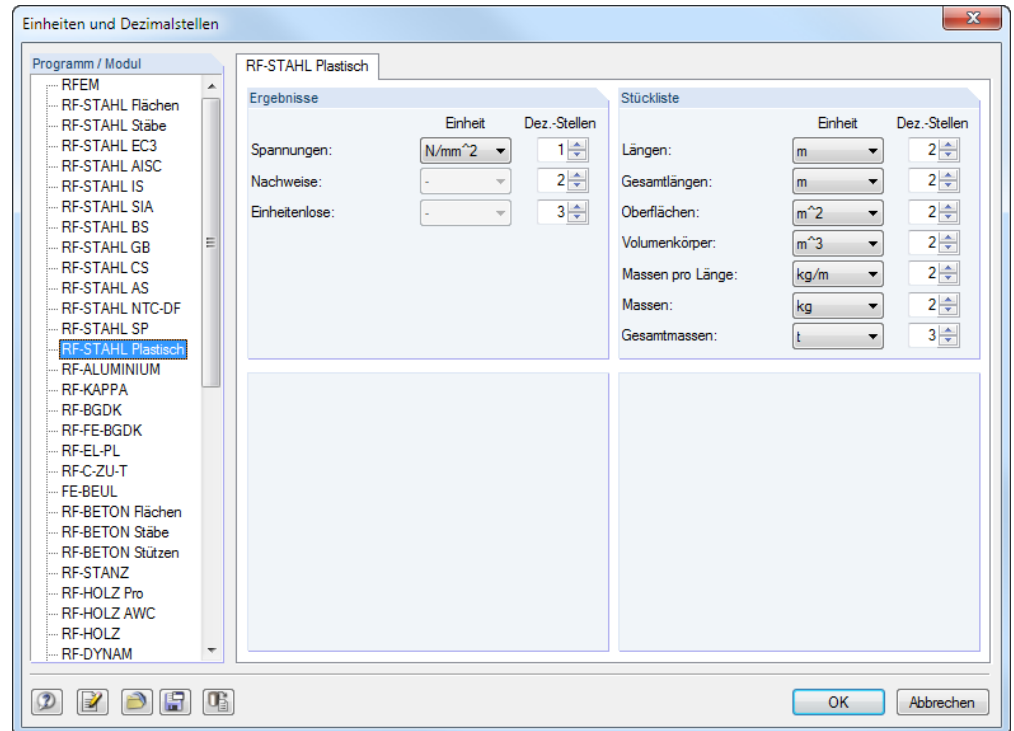 Einheiten und Dezimalstellen
Programm / Modul
RFEM
RF-STAHL Flächen
RF-STAHL Stäbe
RF-STAHL EC3
RF-STAHL AISC
RF-STAHL IS
RF-STAHL SIA
RF-STAHL BS
RF-STAHL GB
RF-STAHL CS
RF-STAHL AS
RF-STAHL NTC-DF
RF-STAHL SP
RF-STAHL Plastisch
RF-ALUMINIUM
RF-KAPPA
RF-BGDK
RF-FE-BGDK
RF-EL-PL
RF-C-ZU-T
FE-BEUL
RF-BETON Flächen
RF-BETON Stäbe
RF-BETON Stützen
RF-STANZ
RF-HOLZ Pro
RF-HOLZ AWC
RF-HOLZ
RF-DYNAM
RF-STAHL Plastisch
Ergebnisse
Einheit Dez.-Stellen
Spannungen: N/mm^2 1
Nachweise: - 2
Einheitenlose: - 3
Stückliste
Einheit Dez.-Stellen
Längen: m 2
Gesamtlängen: m 2
Oberflächen: m^2 2
Volumenkörper: m^3 2
Massen pro Länge: kg/m 2
Massen: kg 2
Gesamtmassen: t 3
OK Abbrechen